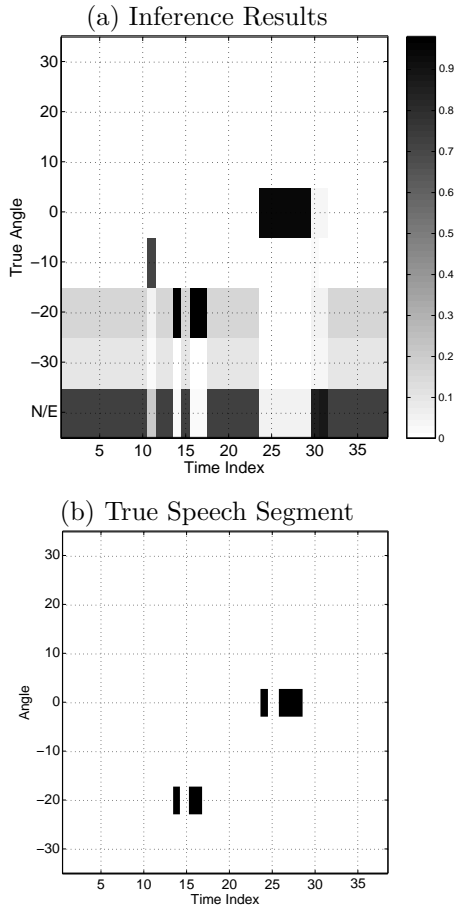 (a) Inference Results
30
20
10
0
−10
−20
−30
N/E
True Angle
5 10 15 20 25 30 35
Time Index
0.9
0.8
0.7
0.6
0.5
0.4
0.3
0.2
0.1
0
(b) True Speech Segment
30
20
10
0
−10
−20
−30
Angle
5 10 15 20 25 30 35
Time Index